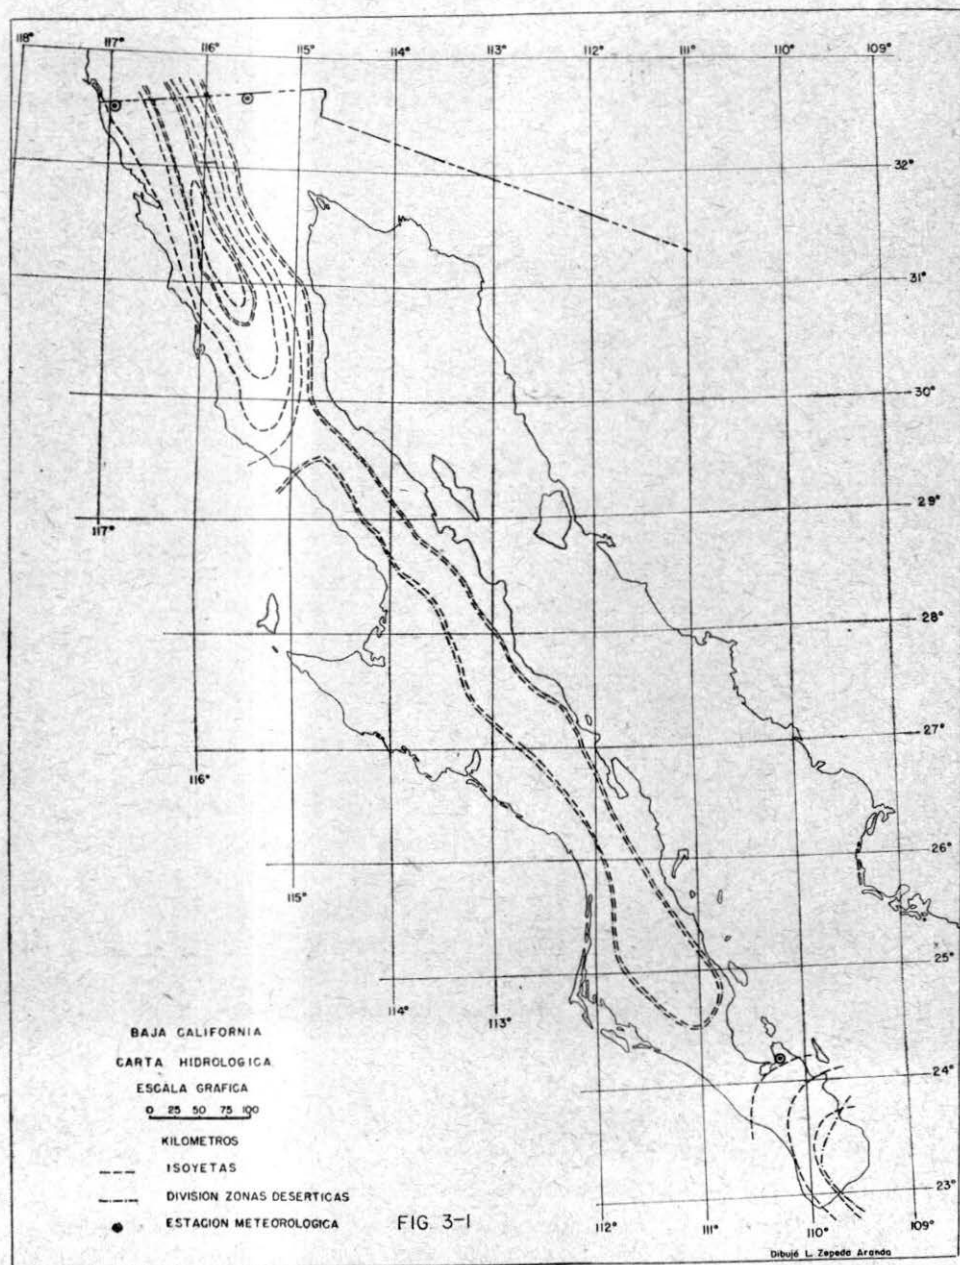 118° 117° 116° 115° 114° 113° 112° 111° 110° 109°
32°
31°
30°
29°
117°
28°
27°
116°
26°
115°
25°
114° 113°
24°
23°
112° 111° 110° 109°
BAJA CALIFORNIA
CARTA HIDROLOGICA
ESCALA GRAFICA
0 25 50 75 100
KILOMETROS
ISOYETAS
DIVISION ZONAS DESERTICAS
ESTACION METEOROLOGICA
FIG. 3-1
Dibujó L. Zepeda Aranda